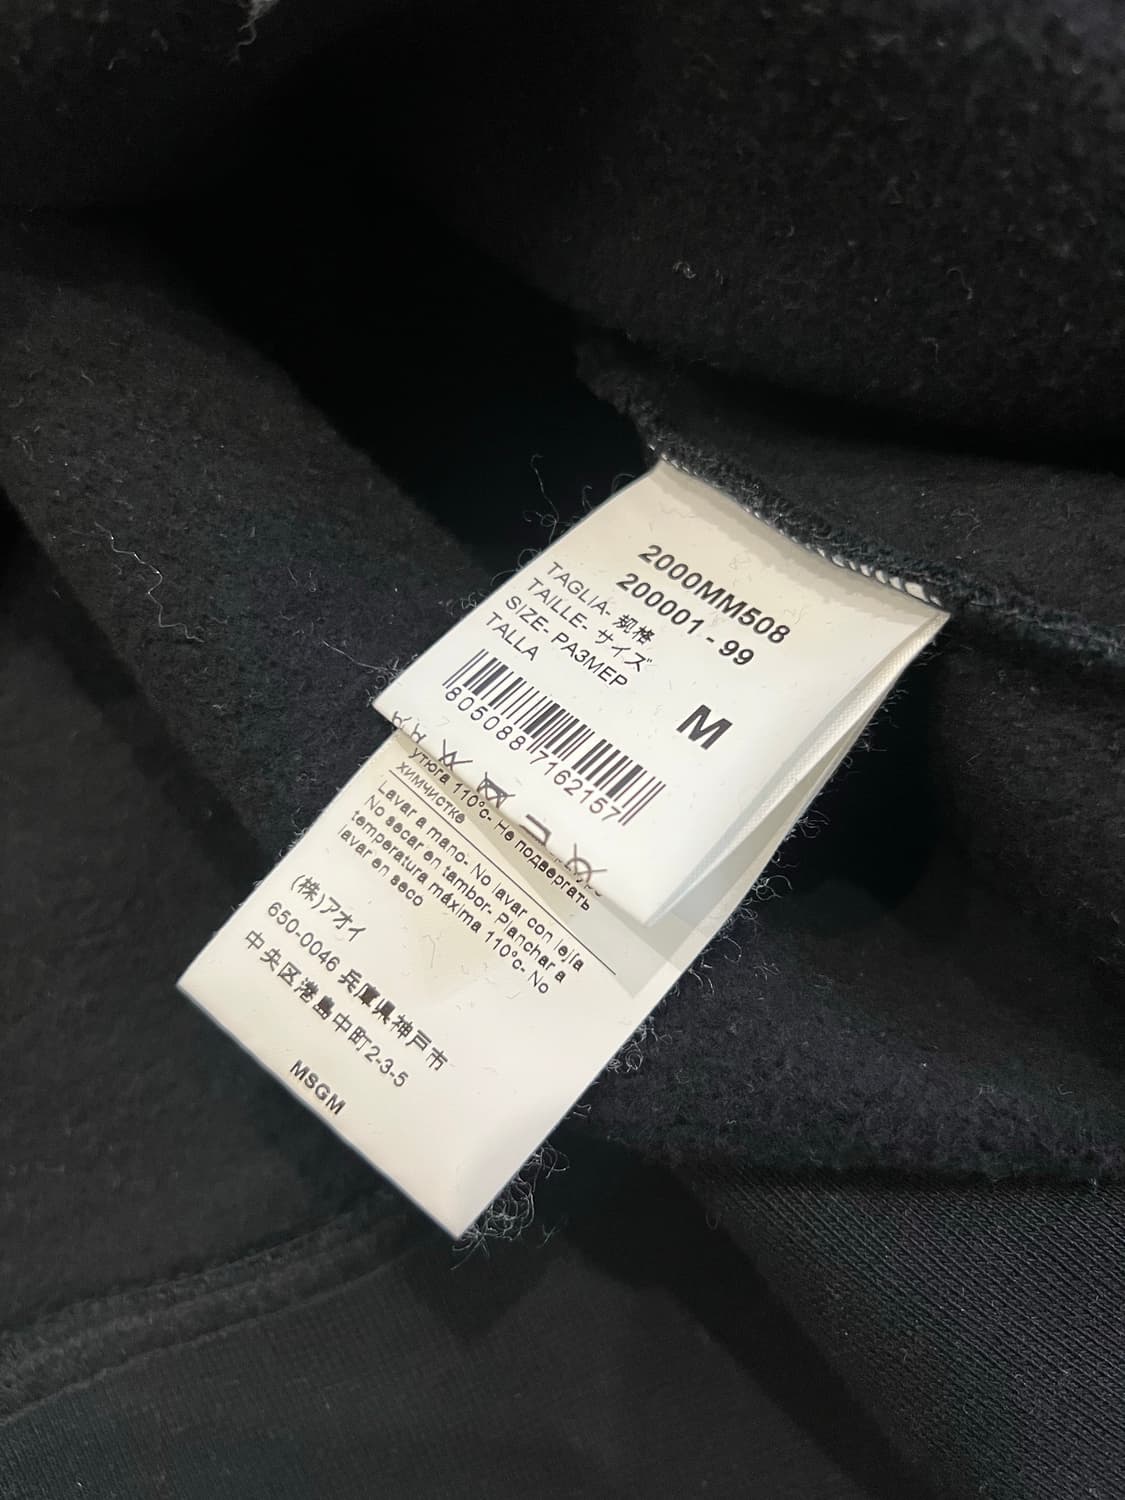 2000MM508
200001 - 99
TAGLIA- 规格
TAILLE- サイズ
SIZE- РАЗМЕР
TALLA
M
8050887162157
утюга 110°c- Не подвергать
химчистке
Lavar a mano- No lavar con lejía
No secar en tambor- Planchar a
temperatura máxima 110°c- No
lavar en seco
(株)アオイ
650-0046 兵庫県神戸市
中央区港島中町2-3-5
MSGM